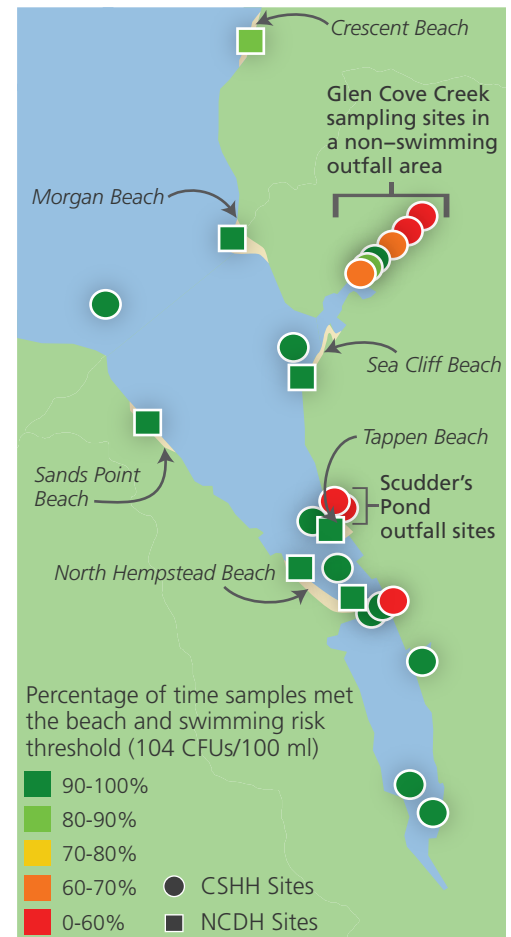 Crescent Beach
Glen Cove Creek
sampling sites in
a non–swimming
outfall area
Morgan Beach
Sea Cliff Beach
Tappen Beach
Sands Point
Beach
Scudder's
Pond
outfall sites
North Hempstead Beach
Percentage of time samples met
the beach and swimming risk
threshold (104 CFUs/100 ml)
90-100%
80-90%
70-80%
60-70%
0-60%
CSHH Sites
NCDH Sites